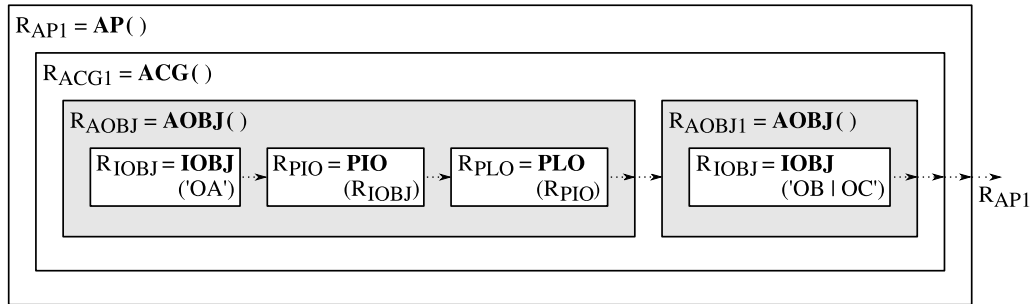 R_AP1 = AP( )
R_ACG1 = ACG( )
R_AOBJ = AOBJ( )
R_AOBJ1 = AOBJ( )
R_IOBJ = IOBJ
('OA')
R_PIO = PIO
(R_IOBJ)
R_PLO = PLO
(R_PIO)
R_IOBJ = IOBJ
('OB | OC')
R_AP1